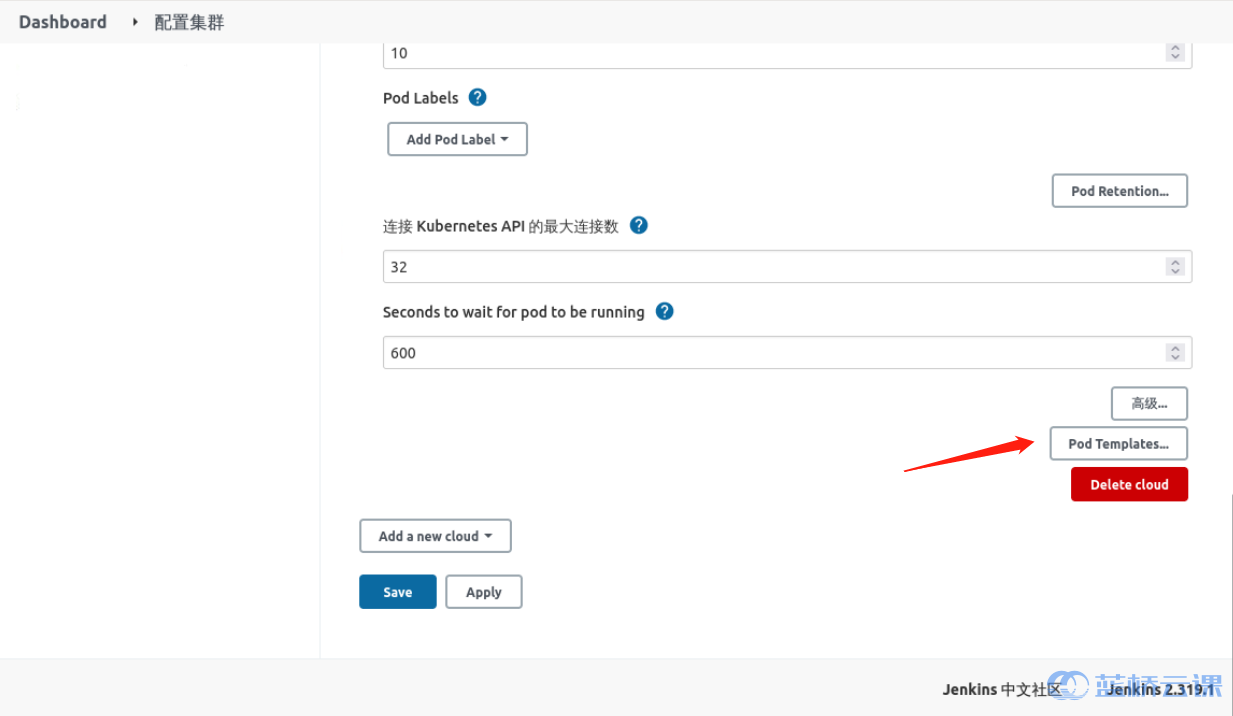 Dashboard 配置集群
10
Pod Labels ?
Add Pod Label
Pod Retention...
连接 Kubernetes API 的最大连接数 ?
32
Seconds to wait for pod to be running ?
600
高级...
Pod Templates...
Delete cloud
Add a new cloud
Save Apply
Jenkins 中文社区 Jenkins 2.319.1
蓝桥云课